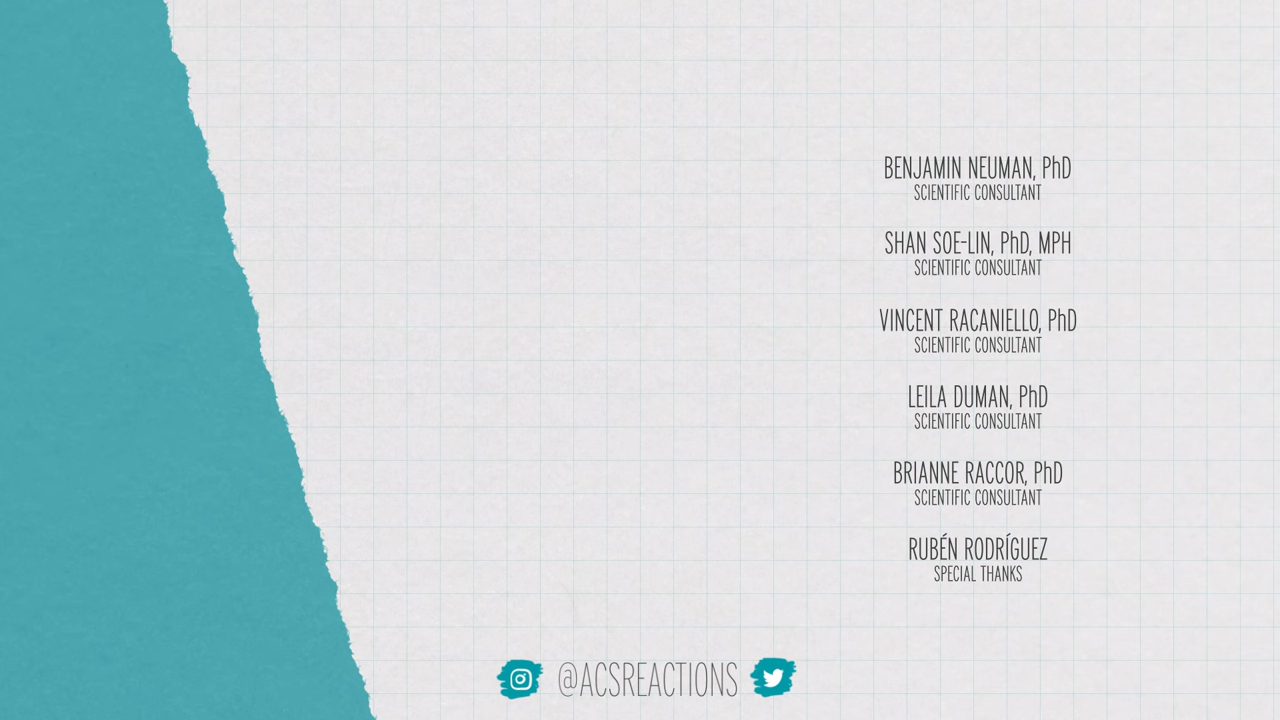 BENJAMIN NEUMAN, PhD
SCIENTIFIC CONSULTANT
SHAN SOE-LIN, PhD, MPH
SCIENTIFIC CONSULTANT
VINCENT RACANIELLO, PhD
SCIENTIFIC CONSULTANT
LEILA DUMAN, PhD
SCIENTIFIC CONSULTANT
BRIANNE RACCOR, PhD
SCIENTIFIC CONSULTANT
RUBÉN RODRÍGUEZ
SPECIAL THANKS
@ACSREACTIONS